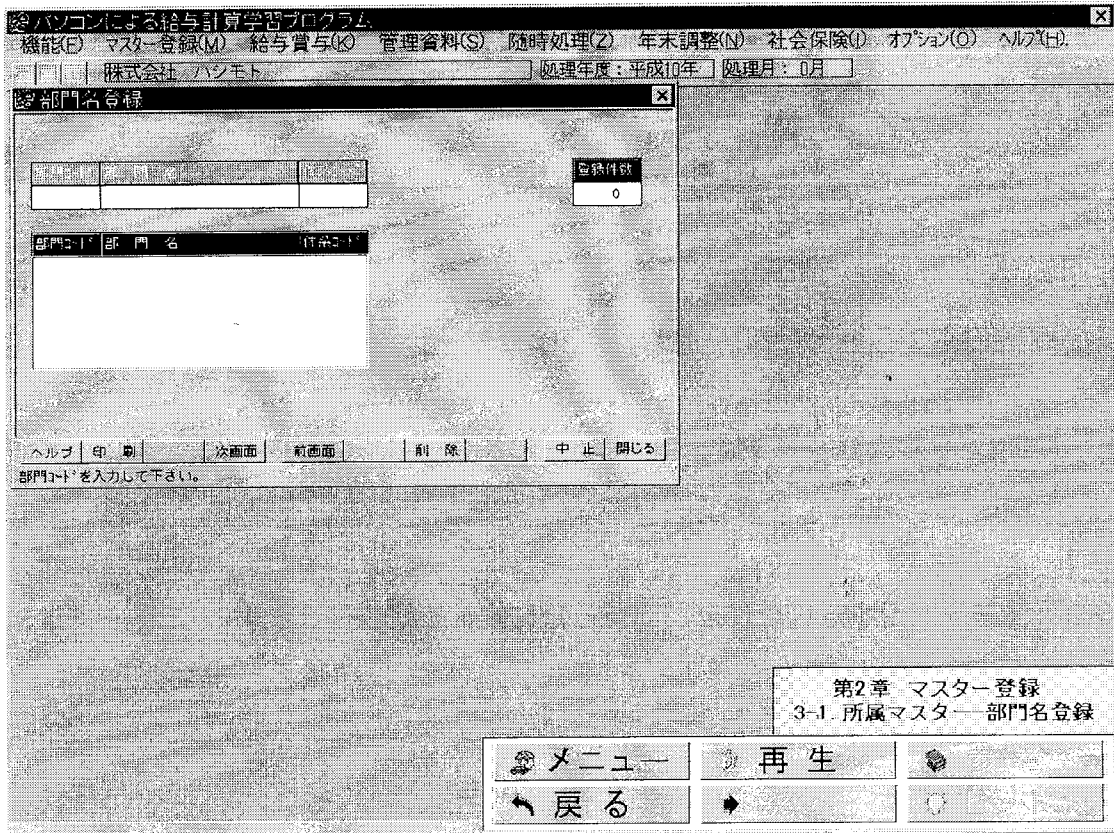 パソコンによる給与計算学習プログラム
機能(F) マスター登録(M) 給与賞与(K) 管理資料(S) 随時処理(Z) 年末調整(N) 社会保険(I) オプション(O) ヘルプ(H)
株式会社 ハシモト 処理年度：平成10年 処理月： 0月
部門名登録
登録件数
0
部門コード 部 門 名 作業コード
ヘルプ 印 刷 次画面 前画面 削 除 中 止 閉じる
部門コードを入力して下さい。
第2章 マスター登録
3-1. 所属マスター─部門名登録
メニュー 再 生
戻 る